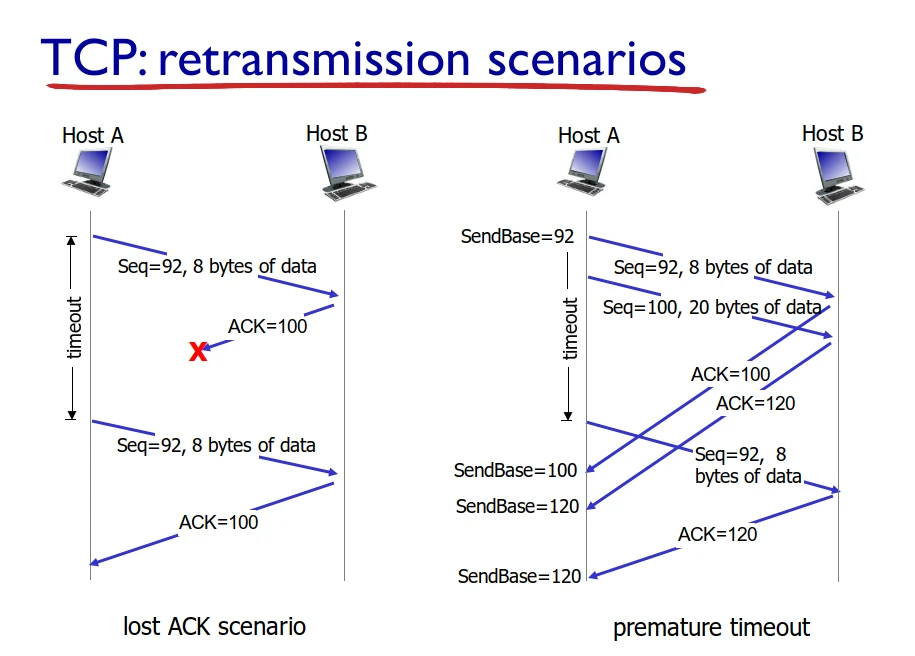 TCP: retransmission scenarios
Host A
Host B
timeout
Seq=92, 8 bytes of data
ACK=100
X
Seq=92, 8 bytes of data
ACK=100
lost ACK scenario
Host A
Host B
SendBase=92
timeout
Seq=92, 8 bytes of data
Seq=100, 20 bytes of data
ACK=100
ACK=120
Seq=92, 8
bytes of data
SendBase=100
SendBase=120
ACK=120
SendBase=120
premature timeout